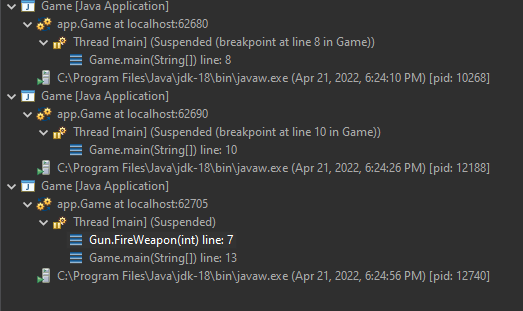 Game [Java Application]
app.Game at localhost:62680
Thread [main] (Suspended (breakpoint at line 8 in Game))
Game.main(String[]) line: 8
C:\Program Files\Java\jdk-18\bin\javaw.exe (Apr 21, 2022, 6:24:10 PM) [pid: 10268]
Game [Java Application]
app.Game at localhost:62690
Thread [main] (Suspended (breakpoint at line 10 in Game))
Game.main(String[]) line: 10
C:\Program Files\Java\jdk-18\bin\javaw.exe (Apr 21, 2022, 6:24:26 PM) [pid: 12188]
Game [Java Application]
app.Game at localhost:62705
Thread [main] (Suspended)
Gun.FireWeapon(int) line: 7
Game.main(String[]) line: 13
C:\Program Files\Java\jdk-18\bin\javaw.exe (Apr 21, 2022, 6:24:56 PM) [pid: 12740]